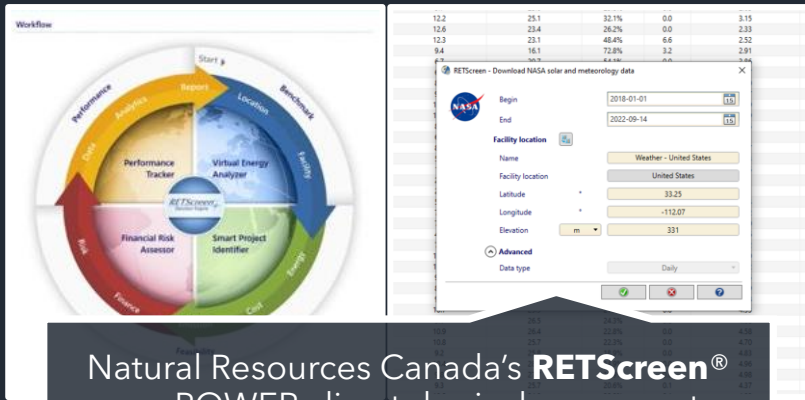 Workflow
Start
Performance
Benchmark
Analytics
Report
Location
Data
Facility
Performance Tracker
Virtual Energy Analyzer
RETScreen
Financial Risk Assessor
Smart Project Identifier
Risk
Energy
Finance
Cost
Feasibility
12.2 25.1 32.1% 0.0 3.15
12.6 23.4 26.2% 0.0 2.33
12.3 23.1 48.4% 6.6 2.52
9.4 16.1 72.8% 3.2 2.91
RETScreen - Download NASA solar and meteorology data
NASA
Begin 2018-01-01 15
End 2022-09-14 15
Facility location
Name Weather - United States
Facility location United States
Latitude ° 33.25
Longitude ° -112.07
Elevation m 331
Advanced
Data type Daily
Natural Resources Canada's RETScreen®